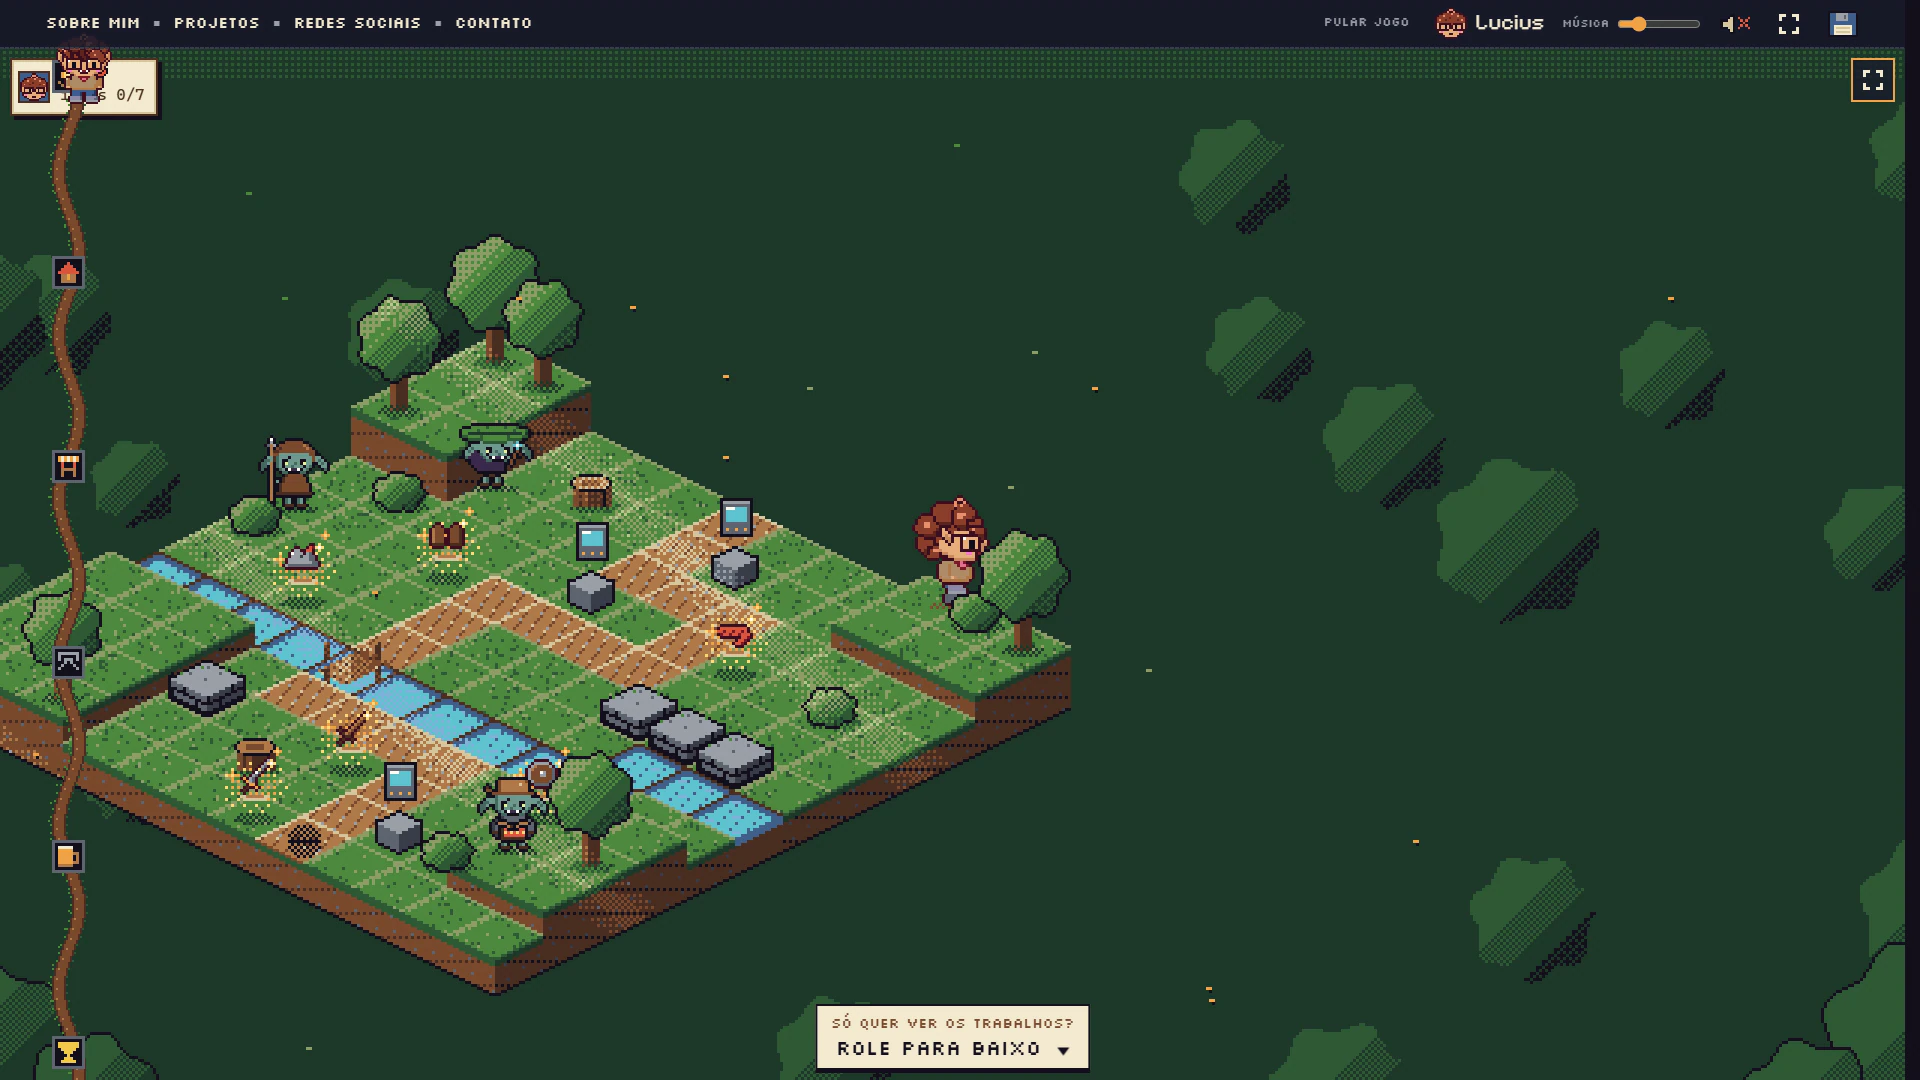 SOBRE MIM ▪ PROJETOS ▪ REDES SOCIAIS ▪ CONTATO
PULAR JOGO
Lucius
MÚSICA
0/7
SÓ QUER VER OS TRABALHOS?
ROLE PARA BAIXO ▼